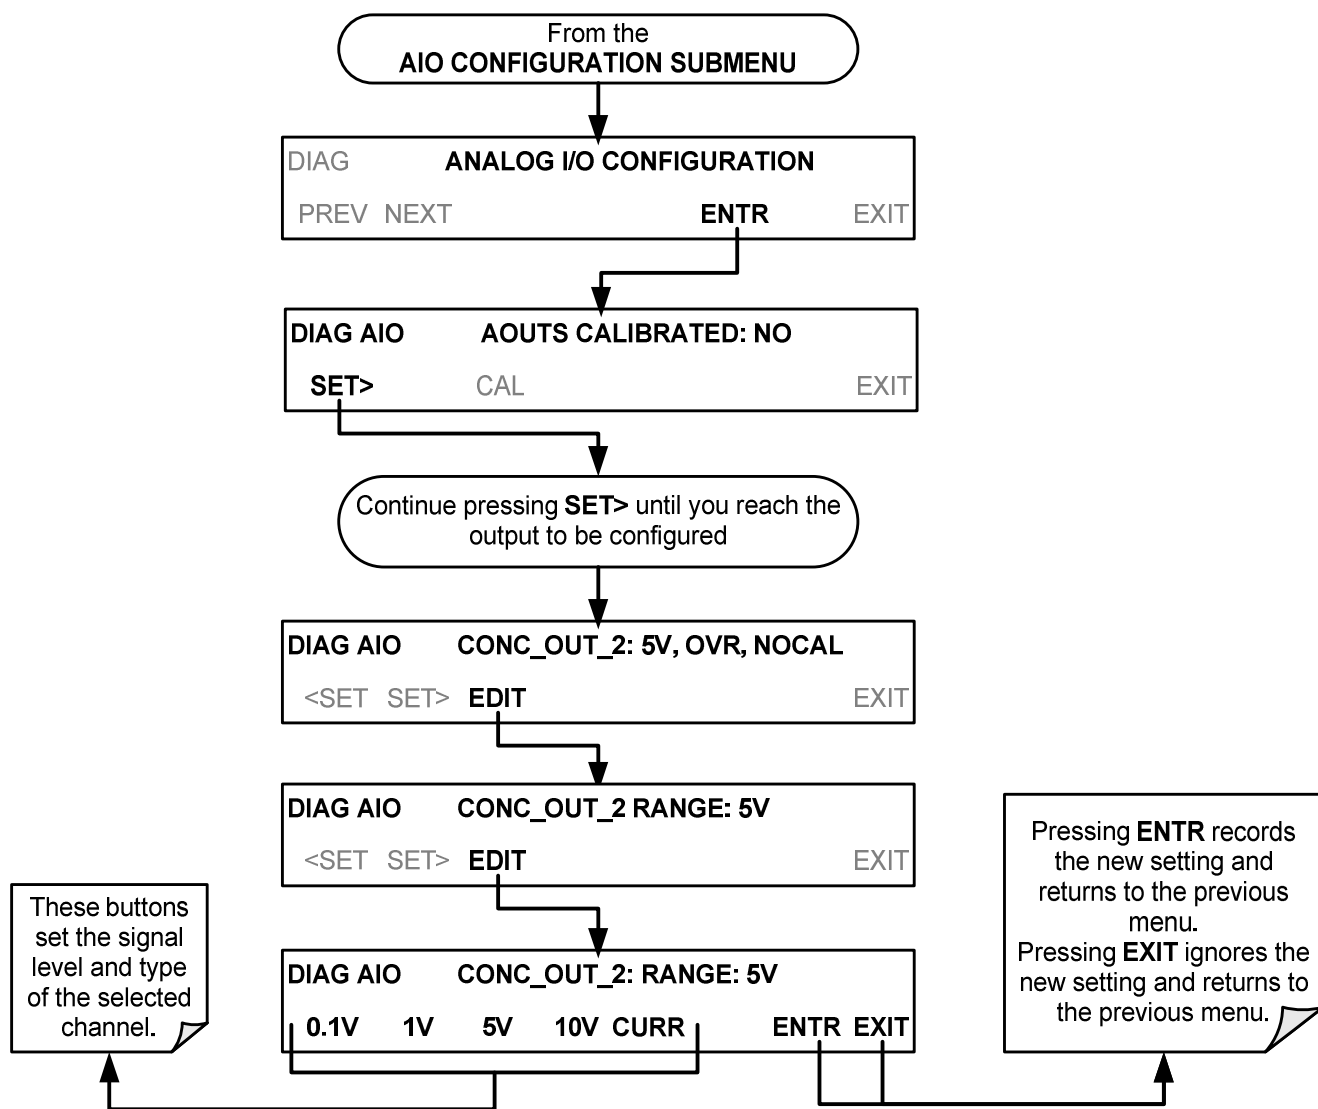 From the
AIO CONFIGURATION SUBMENU
DIAG ANALOG I/O CONFIGURATION
PREV NEXT ENTR EXIT
DIAG AIO AOUTS CALIBRATED: NO
SET> CAL EXIT
Continue pressing SET> until you reach the
output to be configured
DIAG AIO CONC_OUT_2: 5V, OVR, NOCAL
<SET SET> EDIT EXIT
DIAG AIO CONC_OUT_2 RANGE: 5V
<SET SET> EDIT EXIT
DIAG AIO CONC_OUT_2: RANGE: 5V
0.1V 1V 5V 10V CURR ENTR EXIT
These buttons
set the signal
level and type
of the selected
channel.
Pressing ENTR records
the new setting and
returns to the previous
menu.
Pressing EXIT ignores the
new setting and returns to
the previous menu.